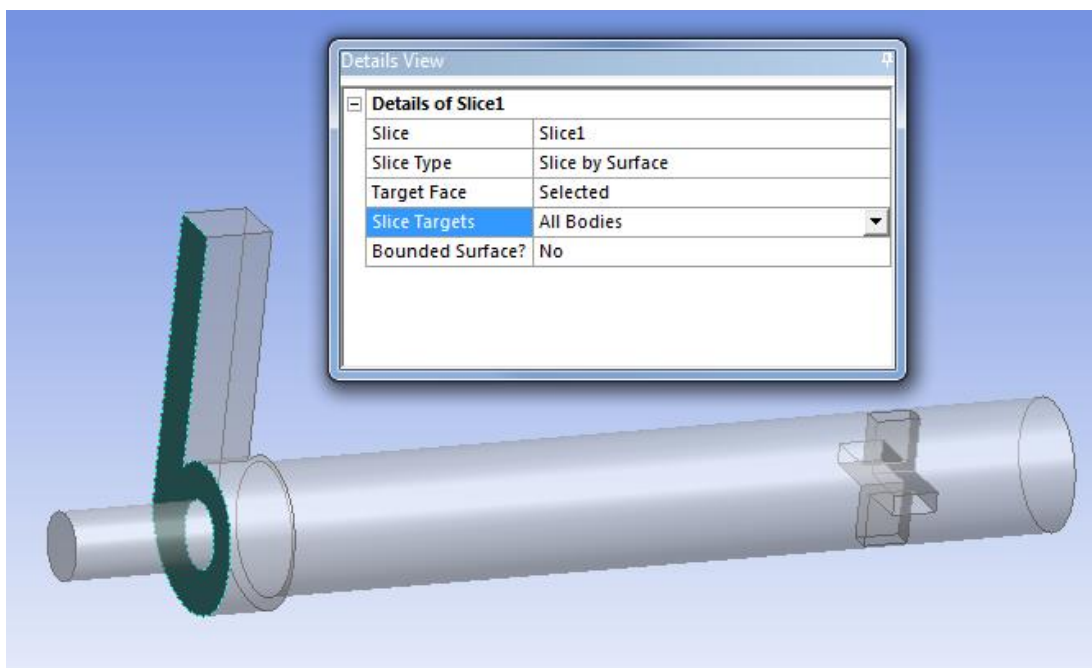 Details View
Details of Slice1
Slice Slice1
Slice Type Slice by Surface
Target Face Selected
Slice Targets All Bodies
Bounded Surface? No